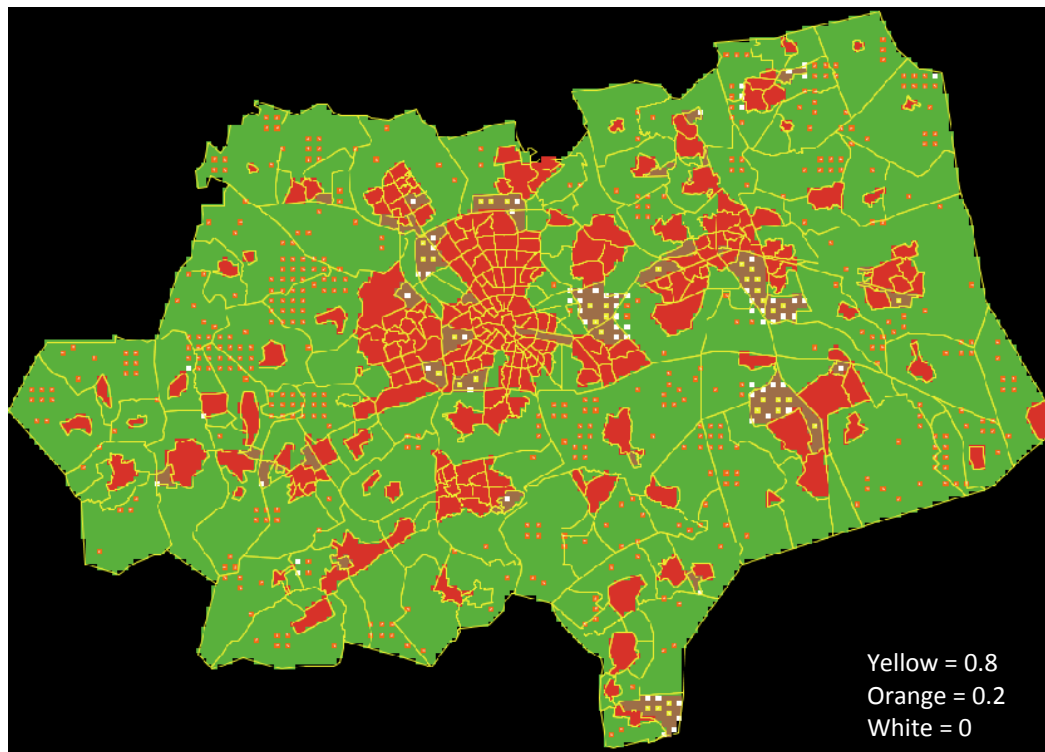 Yellow = 0.8
Orange = 0.2
White = 0